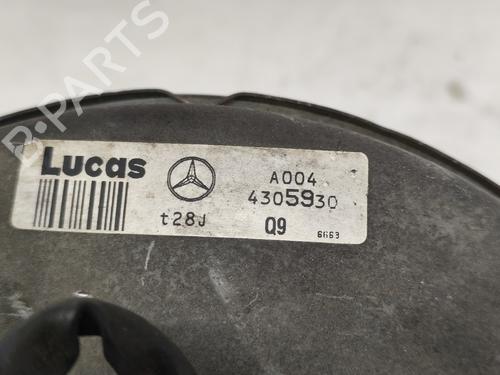 B-PARTS
Lucas
A004
4305930
t28J
Q9
6663